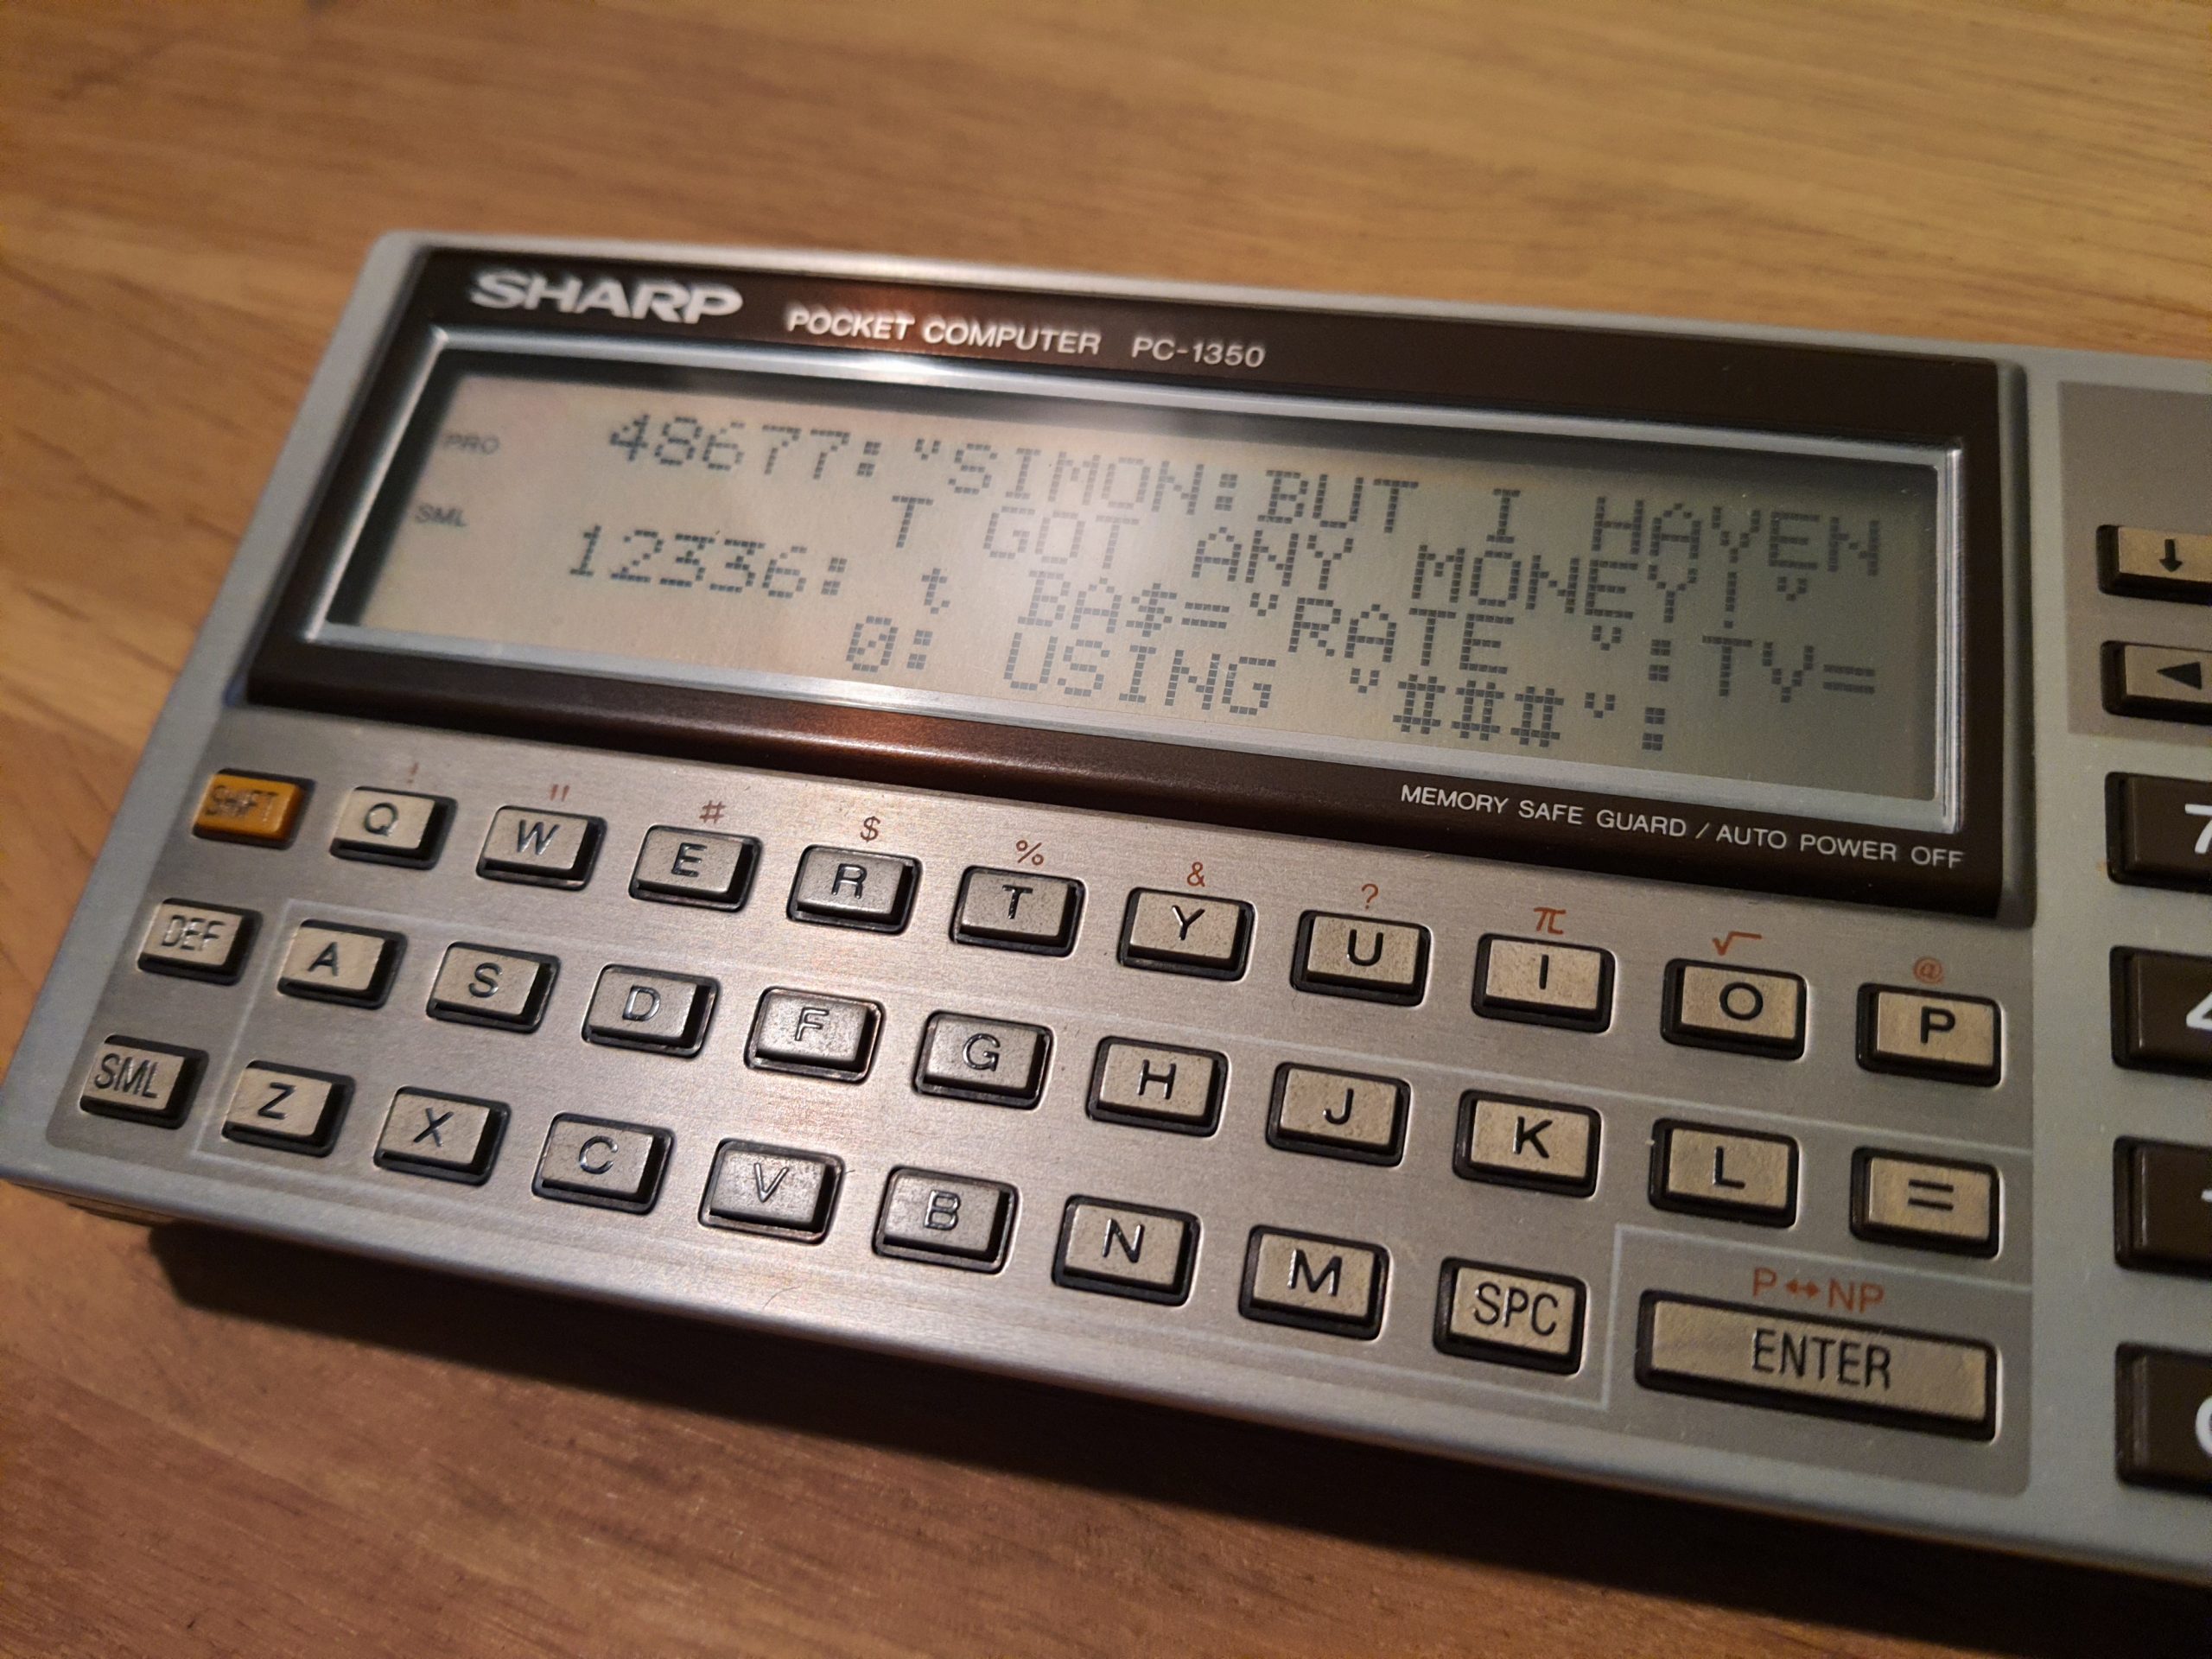 SHARP POCKET COMPUTER PC-1350
PRO 48677:"SIMON:BUT I HAVEN
T GOT ANY MONEY!"
SML 12336: t BA$="RATE ":TV=
0: USING "###":
MEMORY SAFE GUARD / AUTO POWER OFF
! " # $ % & ? π √ @
SHIFT Q W E R T Y U I O P
DEF A S D F G H J K L =
SML Z X C V B N M SPC
P↔NP
ENTER
↓
◀
7